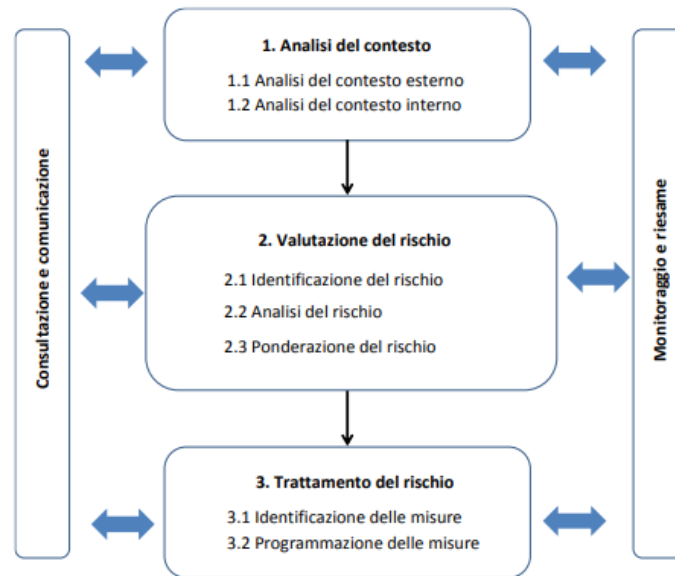 Consultazione e comunicazione
1. Analisi del contesto
1.1 Analisi del contesto esterno
1.2 Analisi del contesto interno
2. Valutazione del rischio
2.1 Identificazione del rischio
2.2 Analisi del rischio
2.3 Ponderazione del rischio
3. Trattamento del rischio
3.1 Identificazione delle misure
3.2 Programmazione delle misure
Monitoraggio e riesame